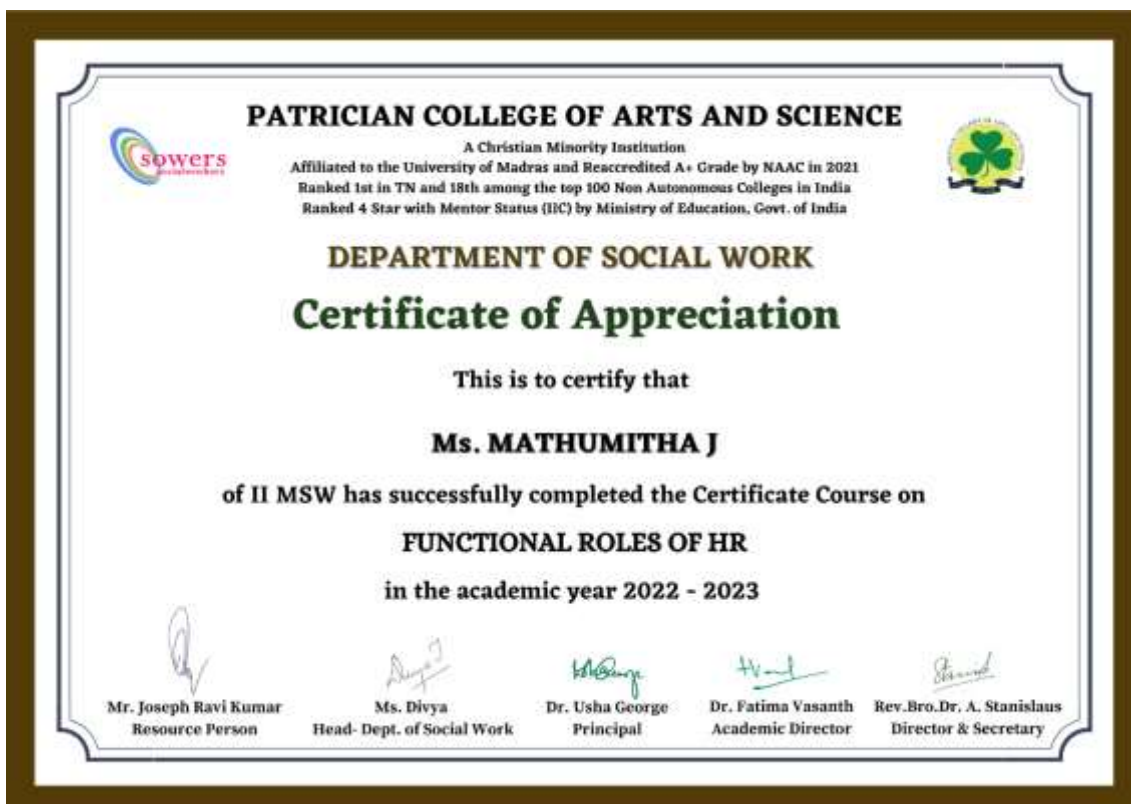 PATRICIAN COLLEGE OF ARTS AND SCIENCE
sowers
socialworkers
A Christian Minority Institution
Affiliated to the University of Madras and Reaccredited A+ Grade by NAAC in 2021
Ranked 1st in TN and 18th among the top 100 Non Autonomous Colleges in India
Ranked 4 Star with Mentor Status (IIC) by Ministry of Education, Govt. of India
DEPARTMENT OF SOCIAL WORK
Certificate of Appreciation
This is to certify that
Ms. MATHUMITHA J
of II MSW has successfully completed the Certificate Course on
FUNCTIONAL ROLES OF HR
in the academic year 2022 - 2023
Mr. Joseph Ravi Kumar
Resource Person
Ms. Divya
Head- Dept. of Social Work
Dr. Usha George
Principal
Dr. Fatima Vasanth
Academic Director
Rev.Bro.Dr. A. Stanislaus
Director & Secretary